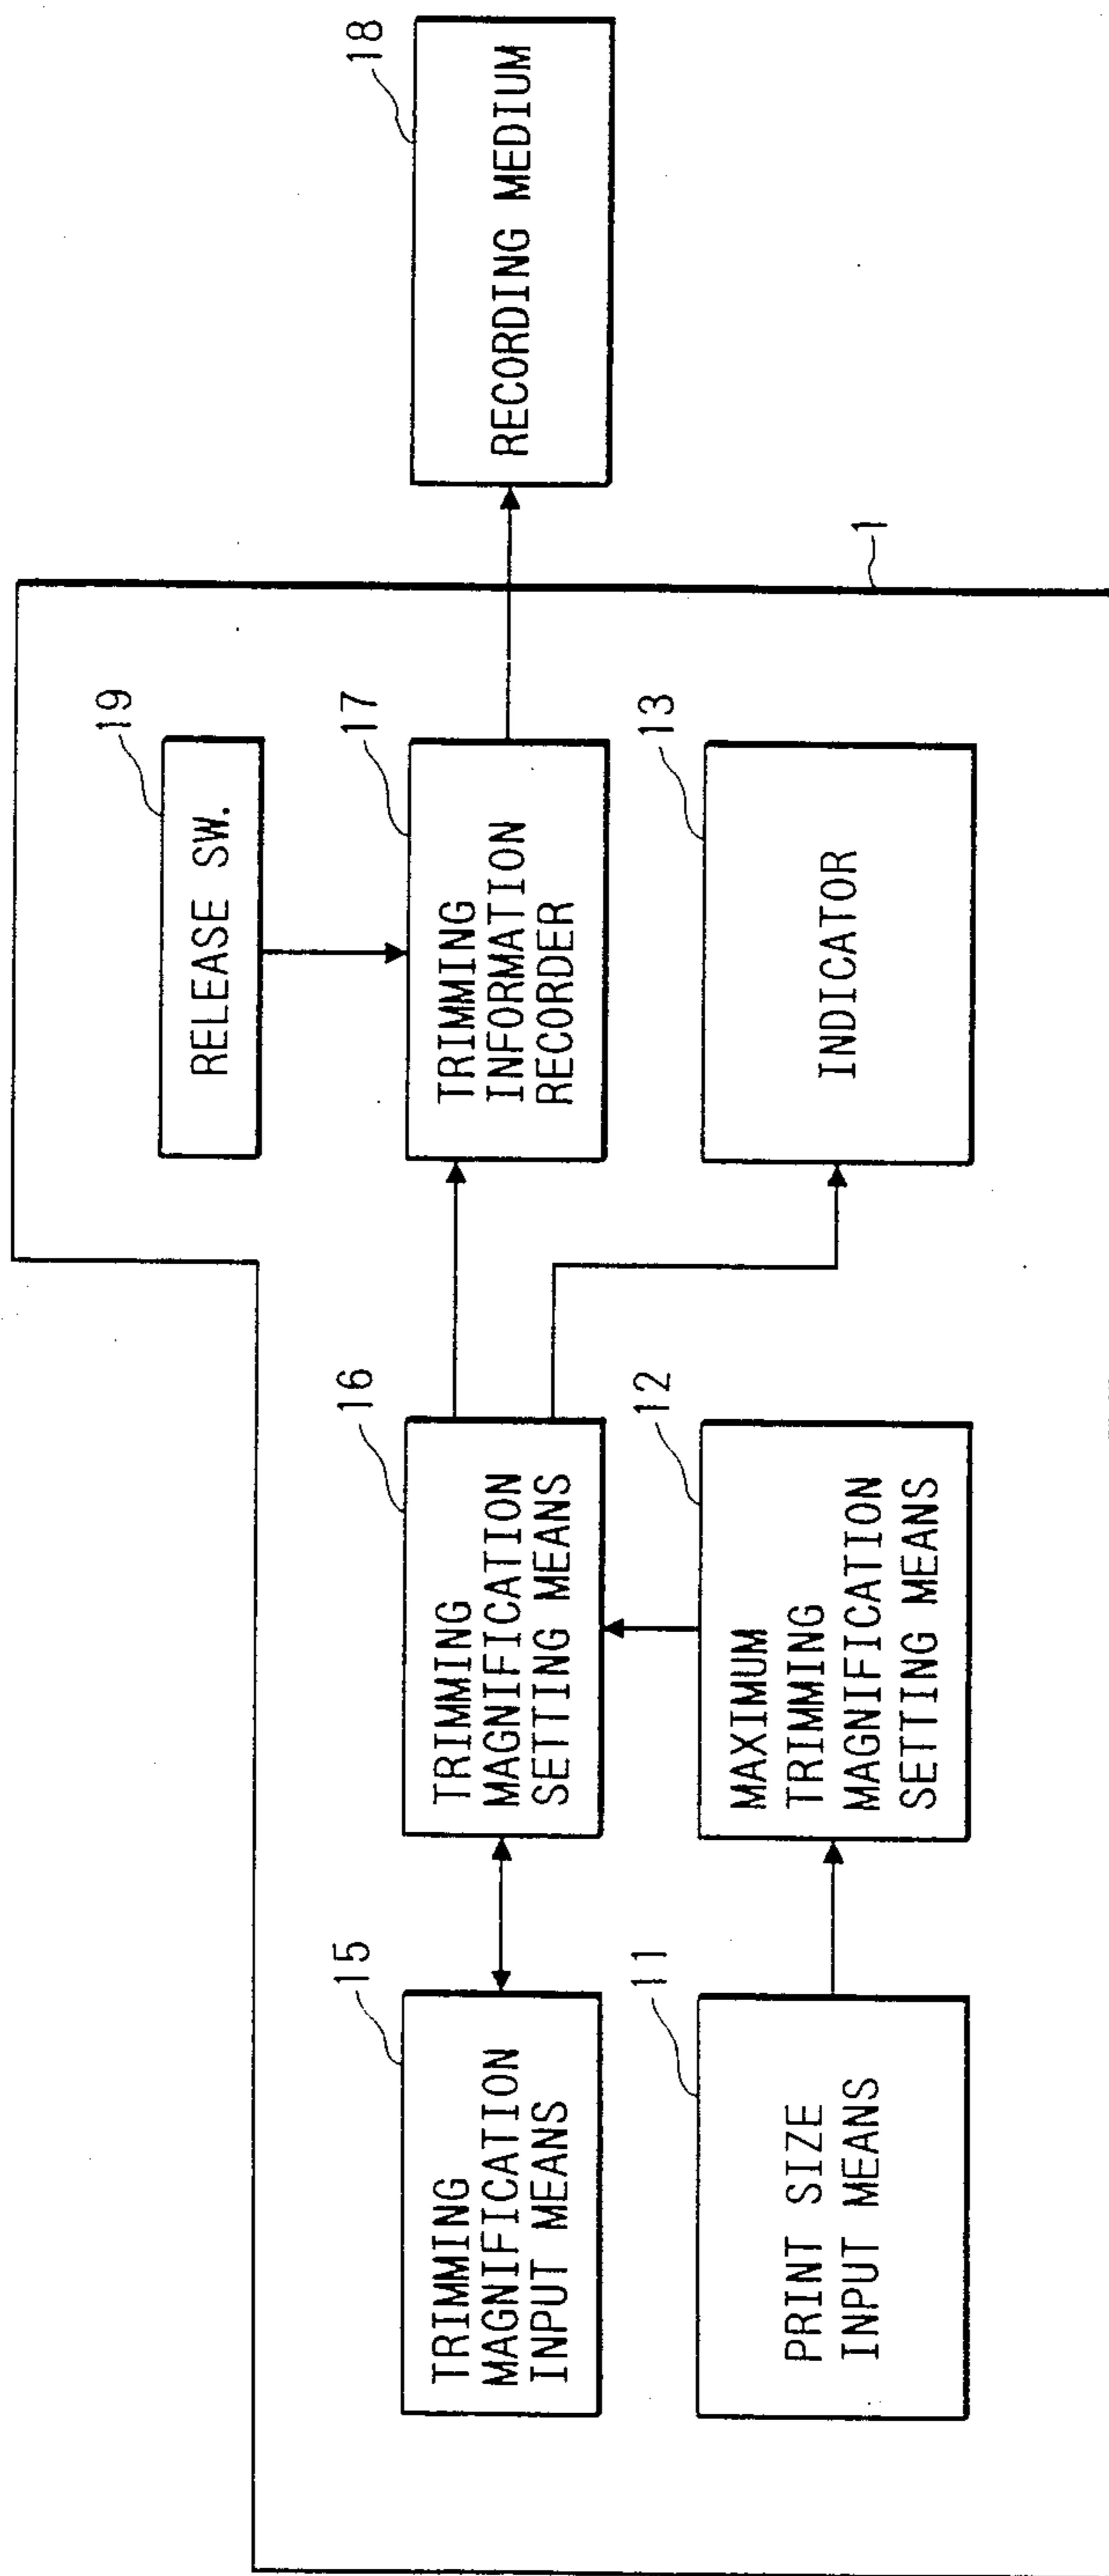 19
RELEASE SW.
15
TRIMMING
MAGNIFICATION
INPUT MEANS
16
TRIMMING
MAGNIFICATION
SETTING MEANS
17
TRIMMING
INFORMATION
RECORDER
18
RECORDING MEDIUM
11
PRINT SIZE
INPUT MEANS
12
MAXIMUM
TRIMMING
MAGNIFICATION
SETTING MEANS
13
INDICATOR
1